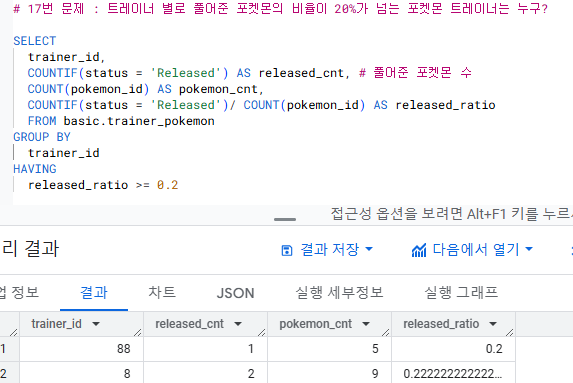 # 17번 문제 : 트레이너 별로 풀어준 포켓몬의 비율이 20%가 넘는 포켓몬 트레이너는 누구?
SELECT
trainer_id,
COUNTIF(status = 'Released') AS released_cnt, # 풀어준 포켓몬 수
COUNT(pokemon_id) AS pokemon_cnt,
COUNTIF(status = 'Released')/ COUNT(pokemon_id) AS released_ratio
FROM basic.trainer_pokemon
GROUP BY
trainer_id
HAVING
released_ratio >= 0.2
접근성 옵션을 보려면 Alt+F1 키를 누르
리 결과 결과 저장 다음에서 열기
업 정보 결과 차트 JSON 실행 세부정보 실행 그래프
trainer_id released_cnt pokemon_cnt released_ratio
1 88 1 5 0.2
2 8 2 9 0.222222222222...